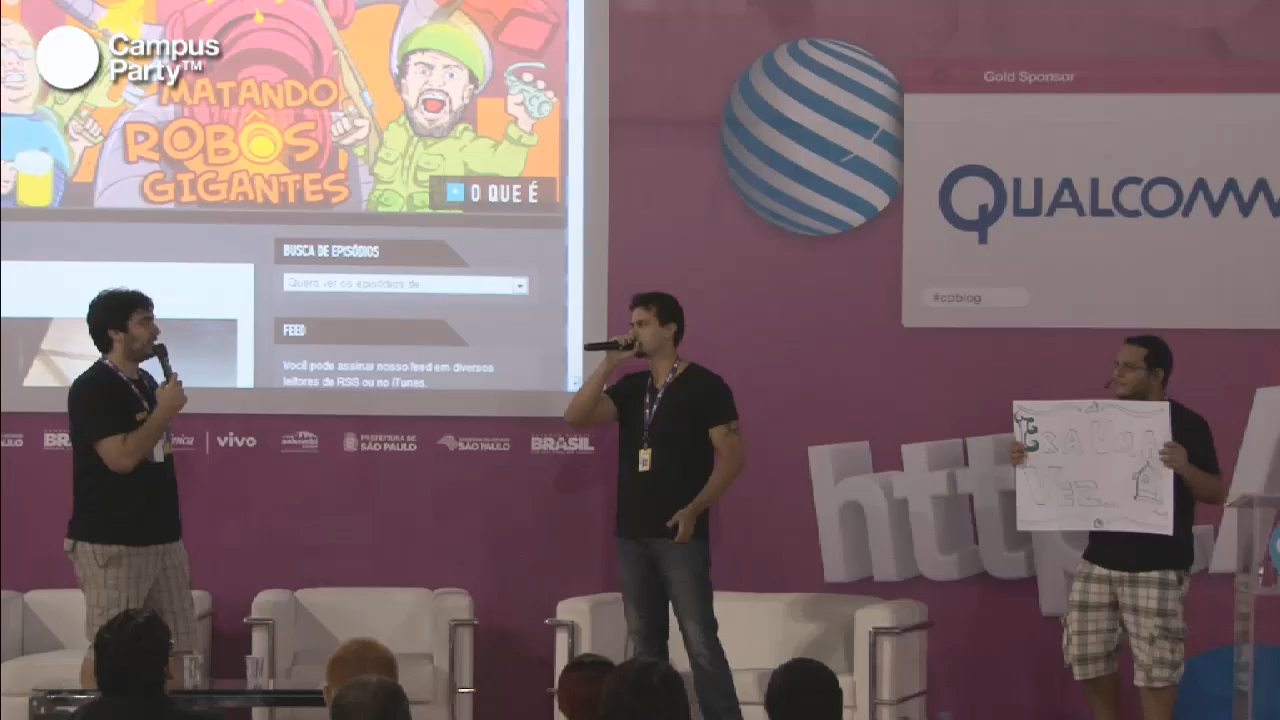 Campus
Party™
MATANDO
ROBÔS
GIGANTES
O QUE É
BUSCA DE EPISÓDIOS
Quero ver os episódios de
FEED
Você pode assinar nosso feed em diversos
leitores de RSS ou no iTunes.
Gold Sponsor
QUALCOMM
#cpblog
vivo
PREFEITURA DE
SÃO PAULO
SÃO PAULO
BRASIL
http
ERA UMA
VEZ...